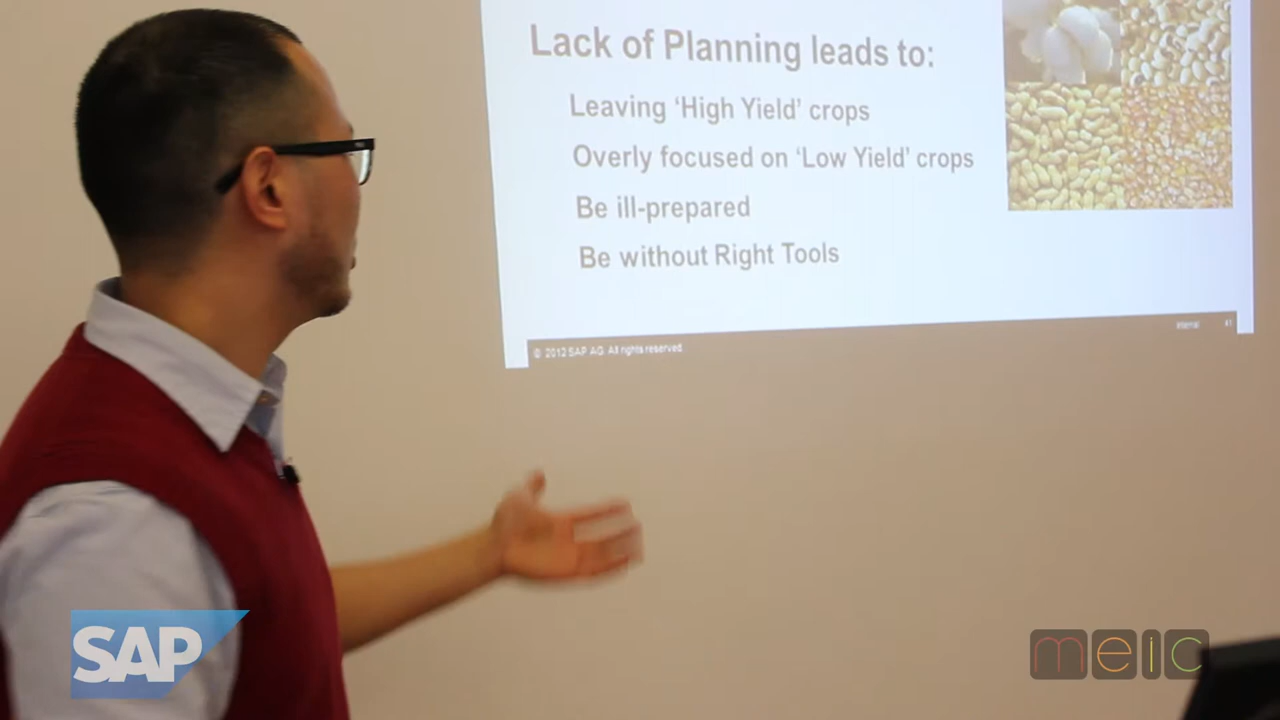 Lack of Planning leads to:
Leaving ‘High Yield’ crops
Overly focused on ‘Low Yield’ crops
Be ill-prepared
Be without Right Tools
© 2012 SAP AG. All rights reserved.
Internal
SAP
meic